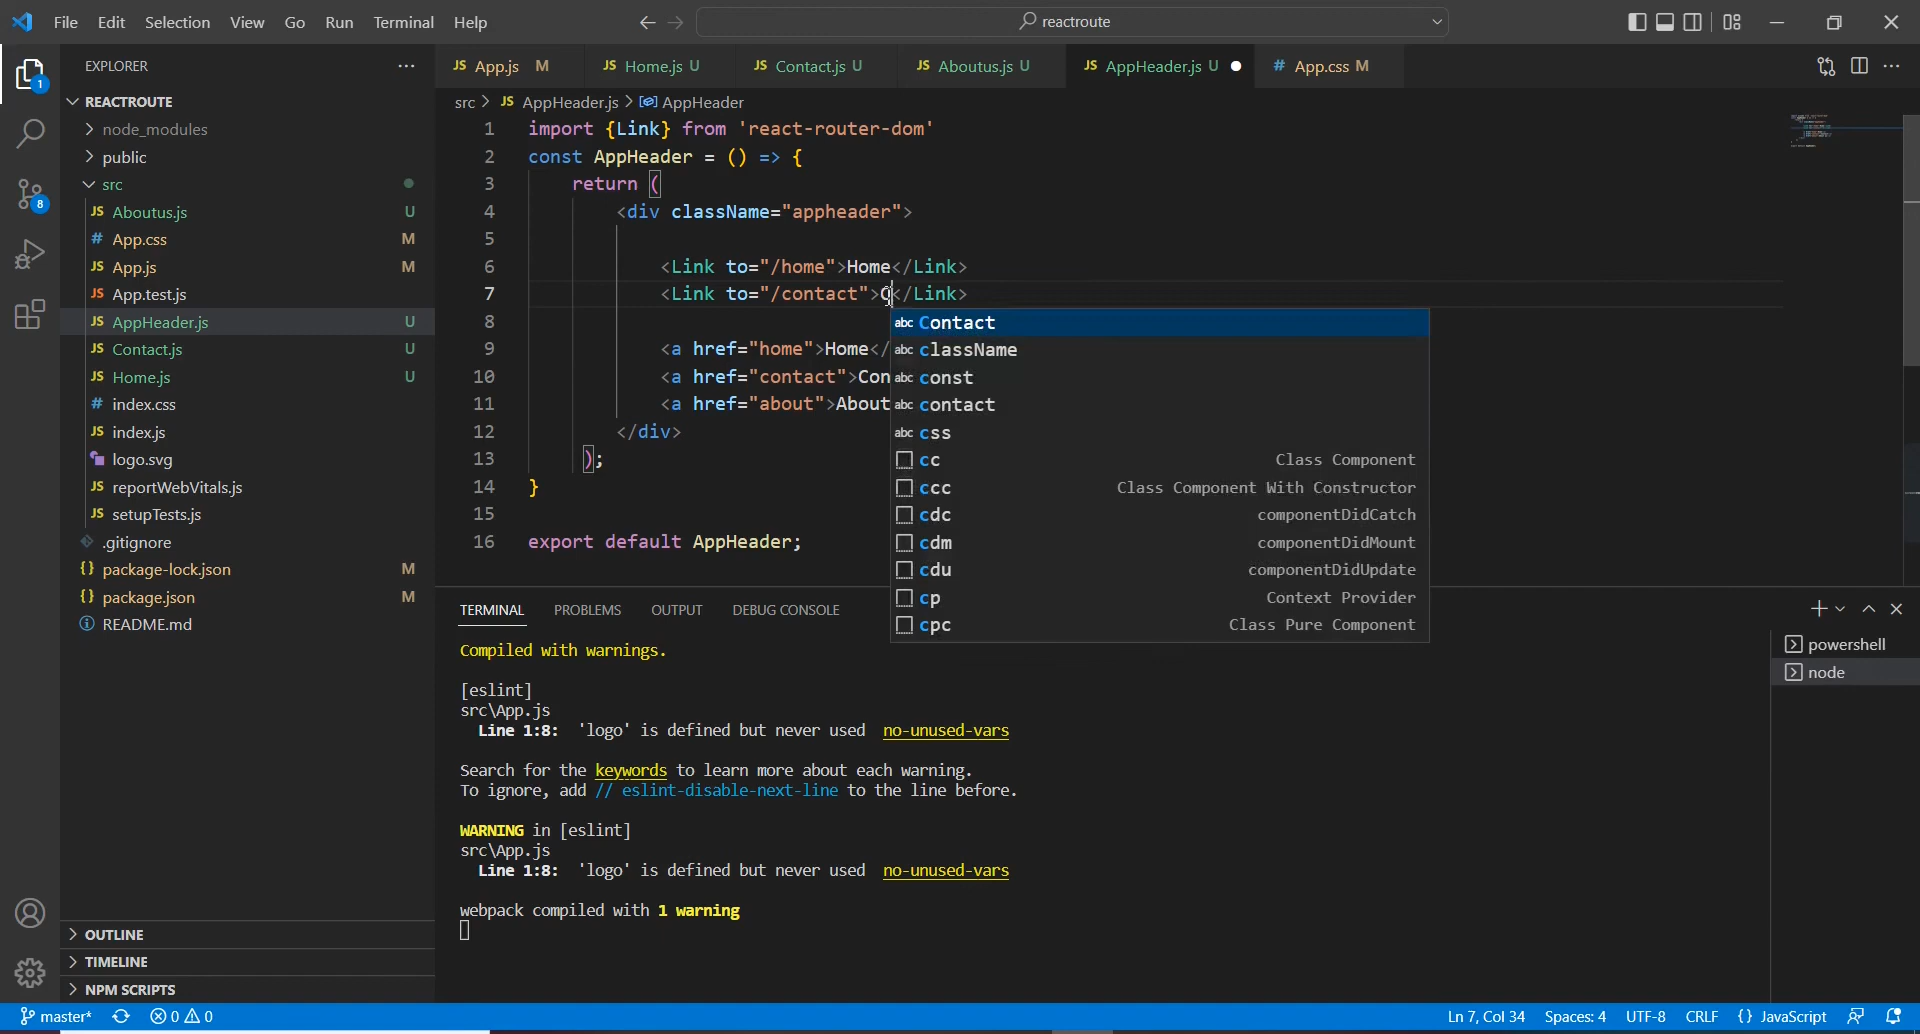 File Edit Selection View Go Run Terminal Help
reactroute
EXPLORER
1
8
REACTROUTE
node_modules
public
src
JS Aboutus.js U
# App.css M
JS App.js M
JS App.test.js
JS AppHeader.js U
JS Contact.js U
JS Home.js U
# index.css
JS index.js
logo.svg
JS reportWebVitals.js
JS setupTests.js
.gitignore
{} package-lock.json M
{} package.json M
README.md
OUTLINE
TIMELINE
NPM SCRIPTS
JS App.js M JS Home.js U JS Contact.js U JS Aboutus.js U JS AppHeader.js U # App.css M
src > JS AppHeader.js > AppHeader
1 import {Link} from 'react-router-dom'
2 const AppHeader = () => {
3 return (
4 <div className="appheader">
5
6 <Link to="/home">Home</Link>
7 <Link to="/contact">C</Link>
8
9 <a href="home">Home</
10 <a href="contact">Con
11 <a href="about">About
12 </div>
13 );
14 }
15
16 export default AppHeader;
abc Contact
abc className
abc const
abc contact
abc css
cc Class Component
ccc Class Component With Constructor
cdc componentDidCatch
cdm componentDidMount
cdu componentDidUpdate
cp Context Provider
cpc Class Pure Component
TERMINAL PROBLEMS OUTPUT DEBUG CONSOLE
powershell
node
Compiled with warnings.
[eslint]
src\App.js
Line 1:8: 'logo' is defined but never used no-unused-vars
Search for the keywords to learn more about each warning.
To ignore, add // eslint-disable-next-line to the line before.
WARNING in [eslint]
src\App.js
Line 1:8: 'logo' is defined but never used no-unused-vars
webpack compiled with 1 warning
master* 0 0 Ln 7, Col 34 Spaces: 4 UTF-8 CRLF {} JavaScript